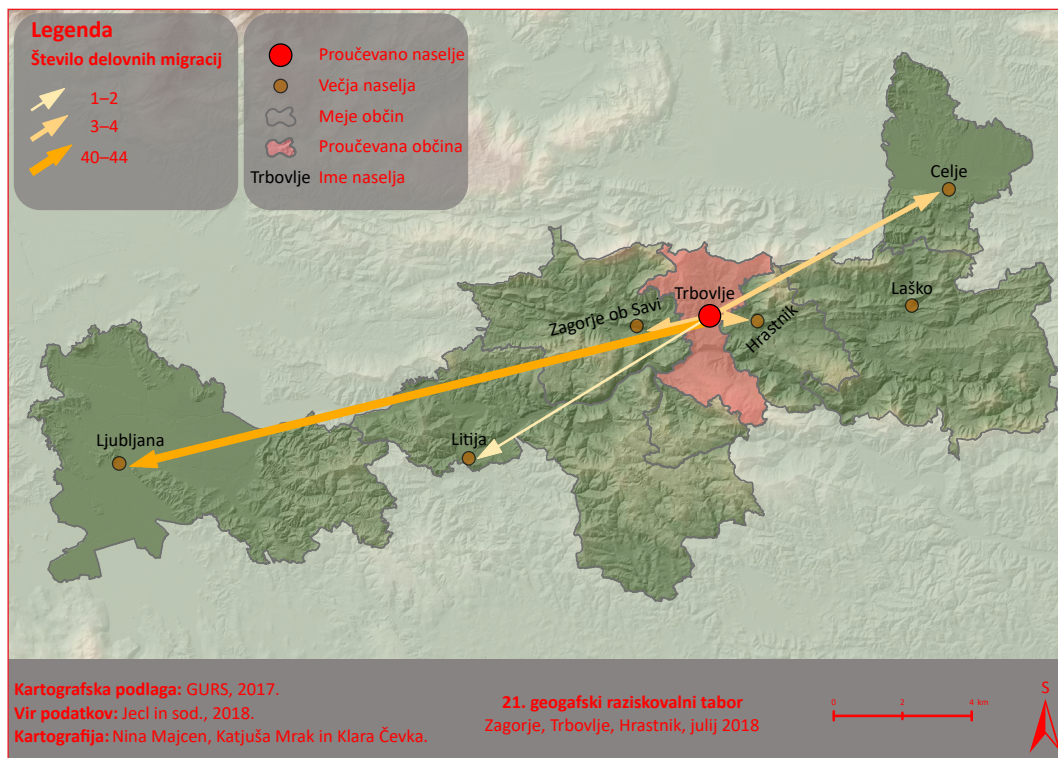 Legenda
Število delovnih migracij
1–2
3–4
40–44
Proučevano naselje
Večja naselja
Meje občin
Proučevana občina
Trbovlje Ime naselja
Celje
Laško
Trbovlje
Zagorje ob Savi
Hrastnik
Ljubljana
Litija
Kartografska podlaga: GURS, 2017.
Vir podatkov: Jecl in sod., 2018.
Kartografija: Nina Majcen, Katjuša Mrak in Klara Čevka.
21. geogafski raziskovalni tabor
Zagorje, Trbovlje, Hrastnik, julij 2018
0 2 4 km
S